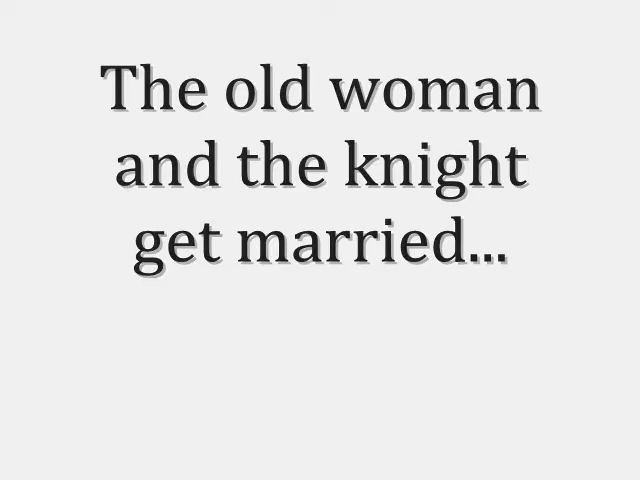 The old woman
and the knight
get married...